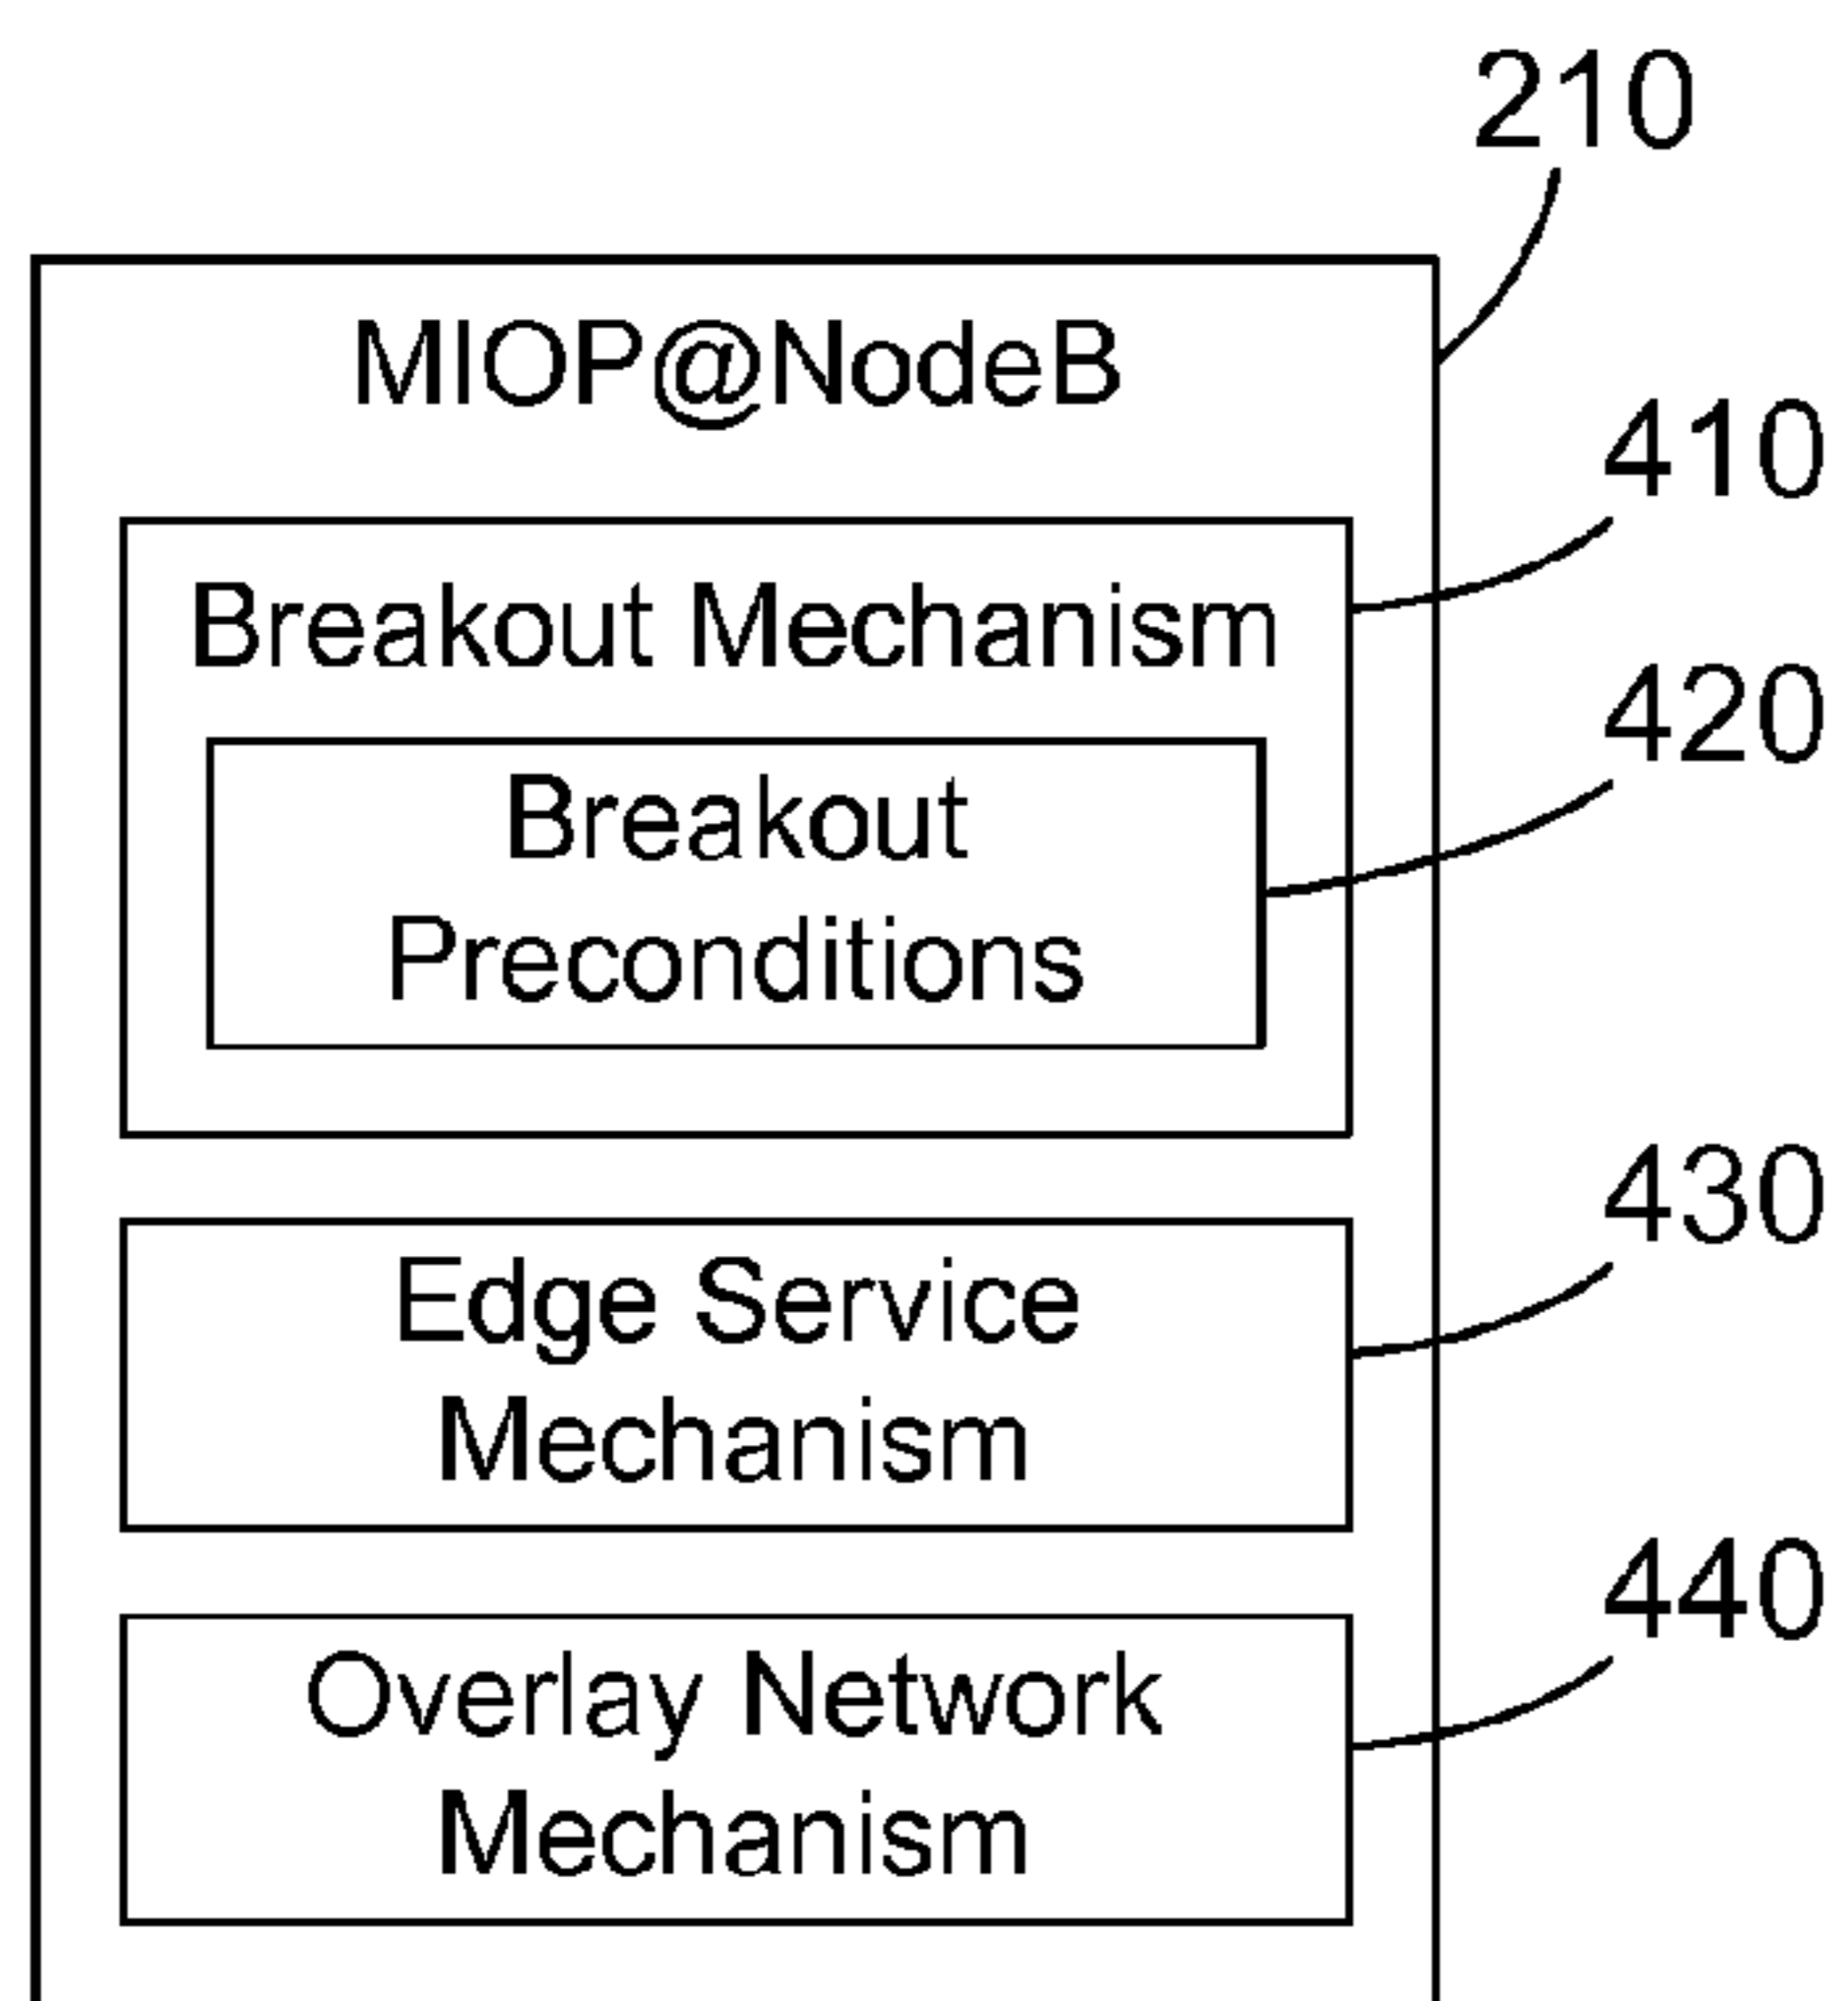 210
MIOP@NodeB
410
Breakout Mechanism
420
Breakout
Preconditions
430
Edge Service
Mechanism
440
Overlay Network
Mechanism